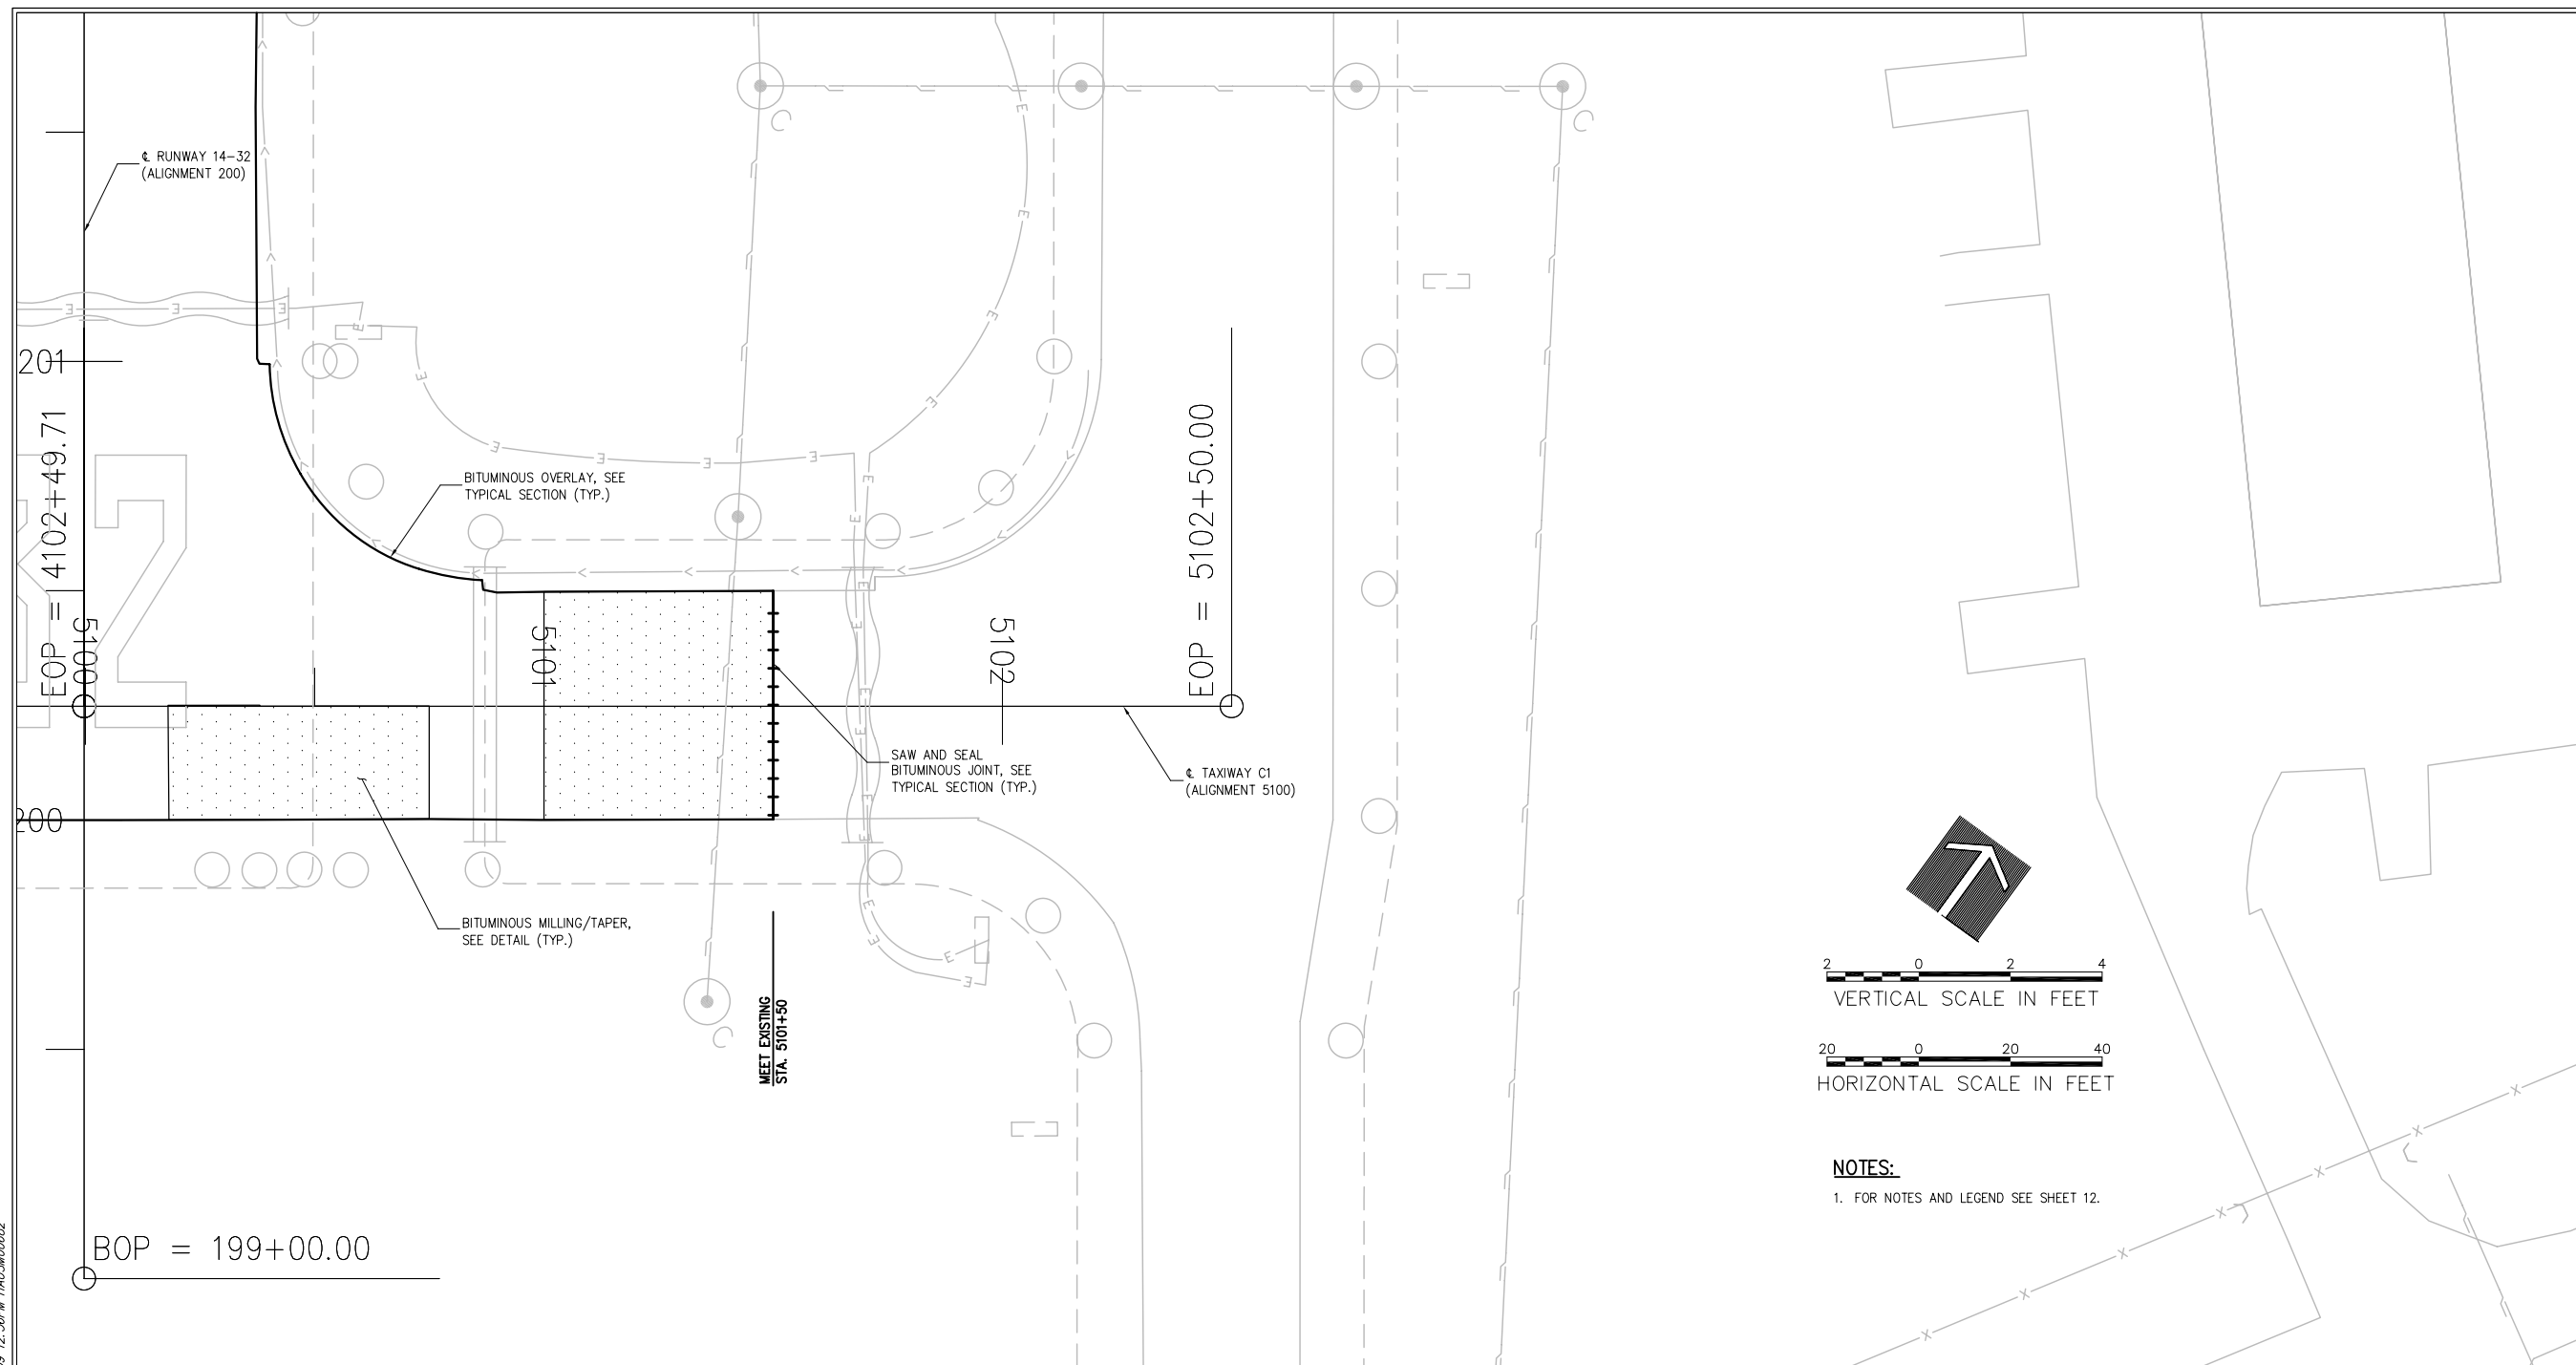 ℄ RUNWAY 14-32
(ALIGNMENT 200)
201
EOP = 4102+49.71
BITUMINOUS OVERLAY, SEE
TYPICAL SECTION (TYP.)
EOP = 5102+50.00
5100
5101
5102
32
200
SAW AND SEAL
BITUMINOUS JOINT, SEE
TYPICAL SECTION (TYP.)
℄ TAXIWAY C1
(ALIGNMENT 5100)
BITUMINOUS MILLING/TAPER,
SEE DETAIL (TYP.)
MEET EXISTING
STA. 5101+50
2 0 2 4
VERTICAL SCALE IN FEET
20 0 20 40
HORIZONTAL SCALE IN FEET
NOTES:
1. FOR NOTES AND LEGEND SEE SHEET 12.
BOP = 199+00.00